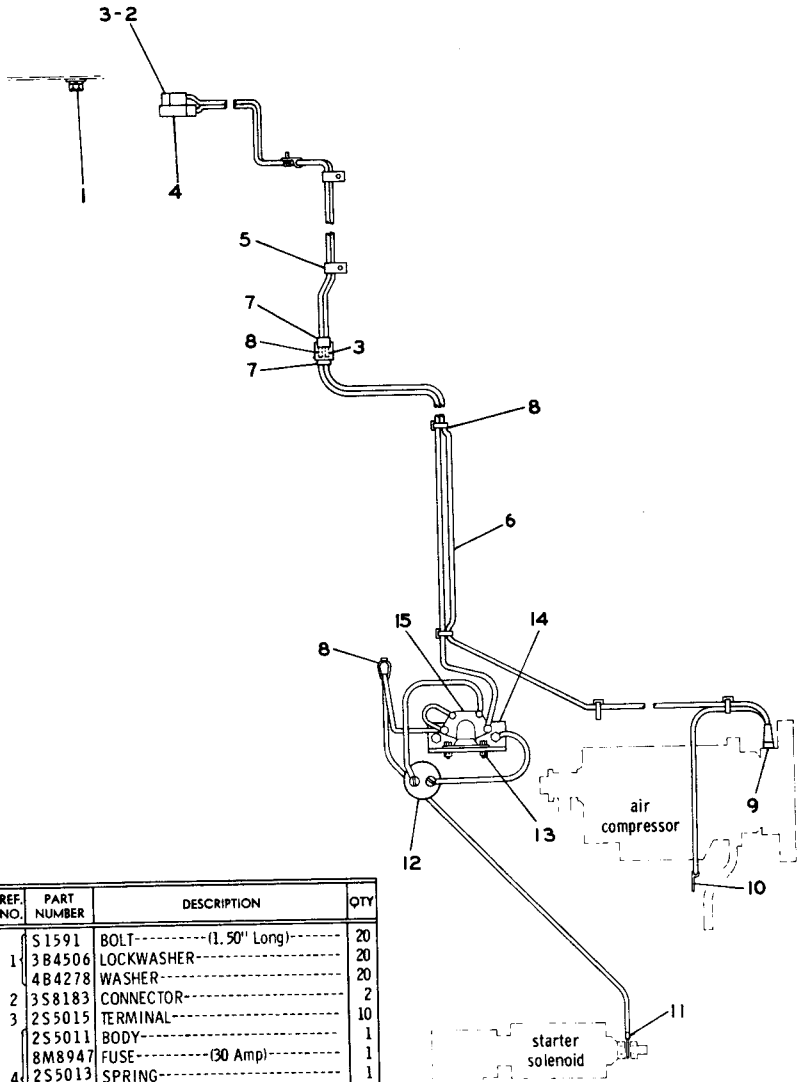 3-2
1
4
5
7
8
3
7
8
6
15
14
8
13
12
9
air
compressor
10
11
starter
solenoid
REF. NO. PART NUMBER DESCRIPTION QTY
1 S1591 BOLT----------(1.50" Long)------- 20
3B4506 LOCKWASHER-------------------- 20
4B4278 WASHER------------------------- 20
2 3S8183 CONNECTOR--------------------- 2
3 2S5015 TERMINAL----------------------- 10
4 2S5011 BODY--------------------------- 1
8M8947 FUSE---------(30 Amp)----------- 1
2S5013 SPRING------------------------- 1